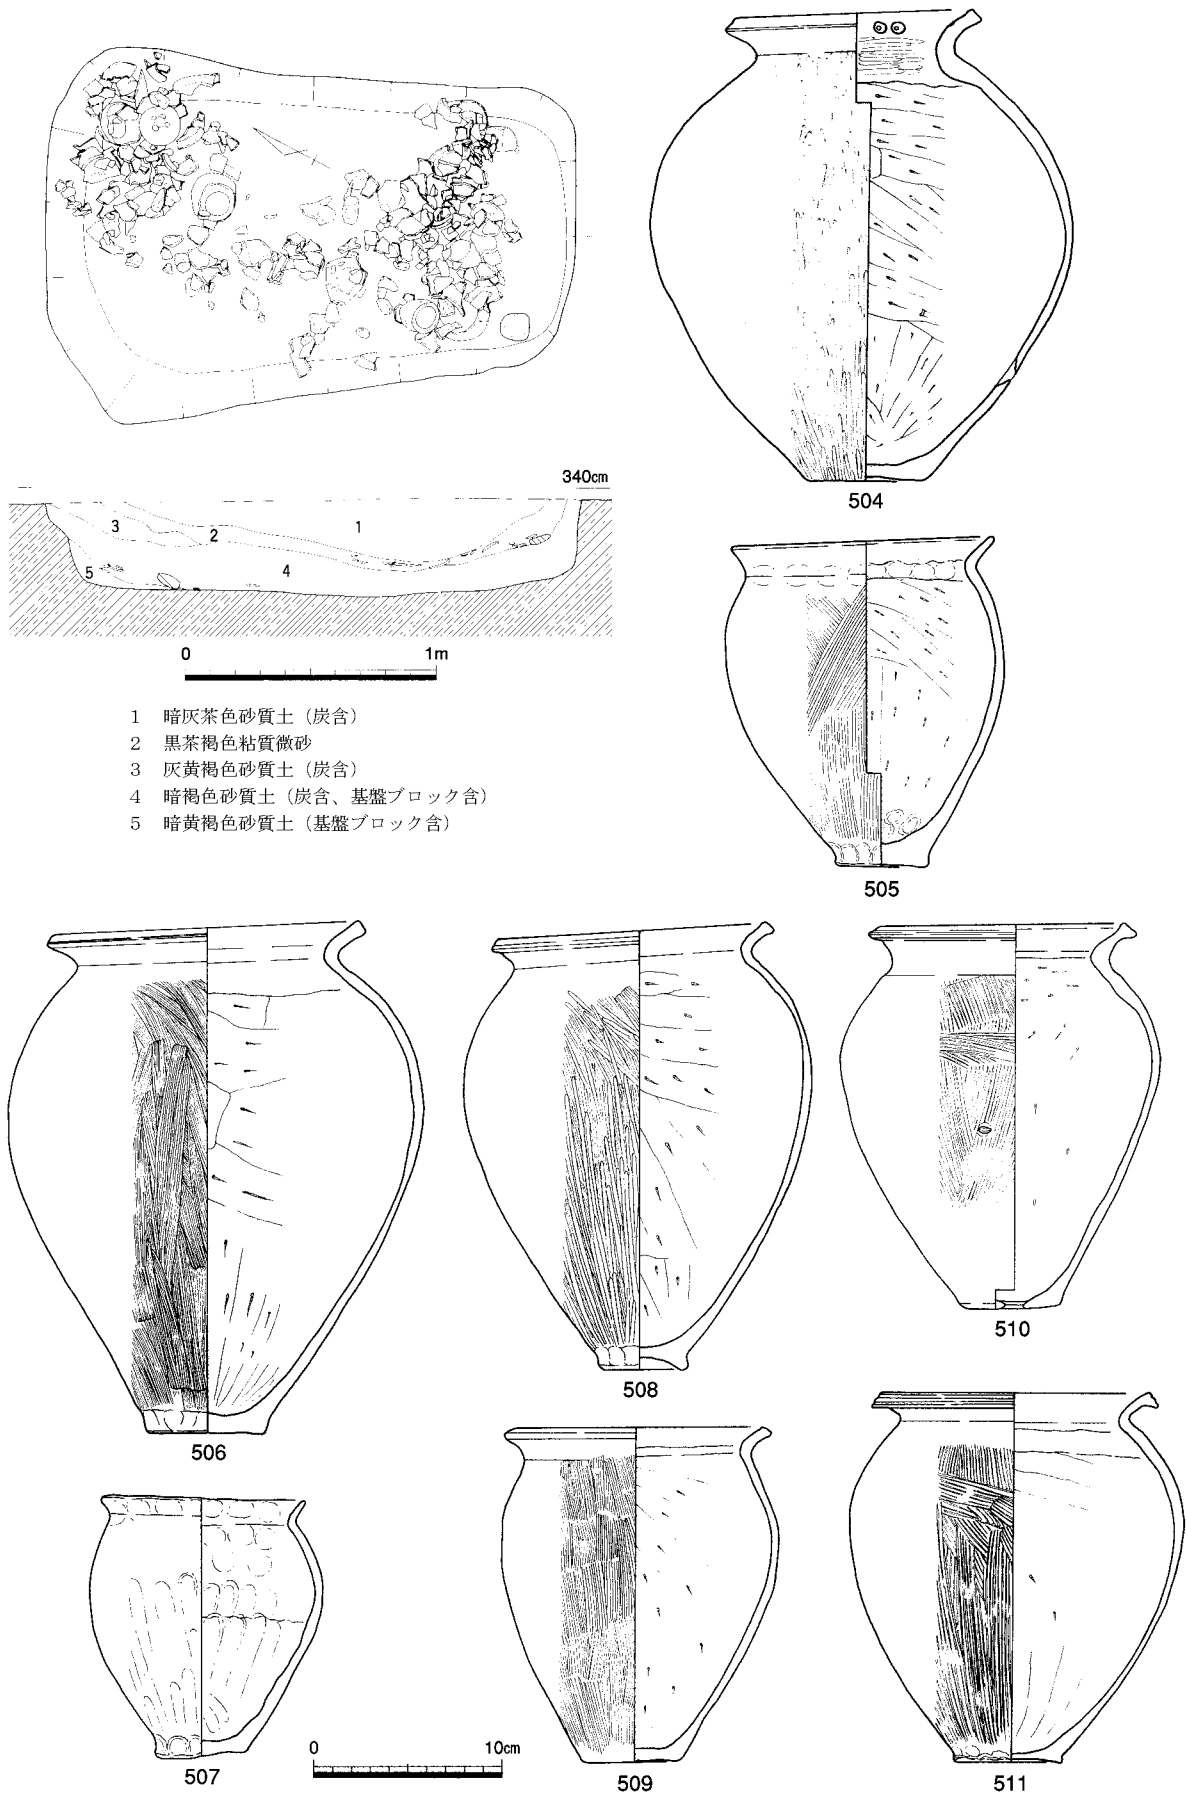 340cm
1
2
3
4
5
0 1m
1 暗灰茶色砂質土（炭含）
2 黒茶褐色粘質微砂
3 灰黄褐色砂質土（炭含）
4 暗褐色砂質土（炭含、基盤ブロック含）
5 暗黄褐色砂質土（基盤ブロック含）
504
505
506
508
510
507
0 10cm
509
511